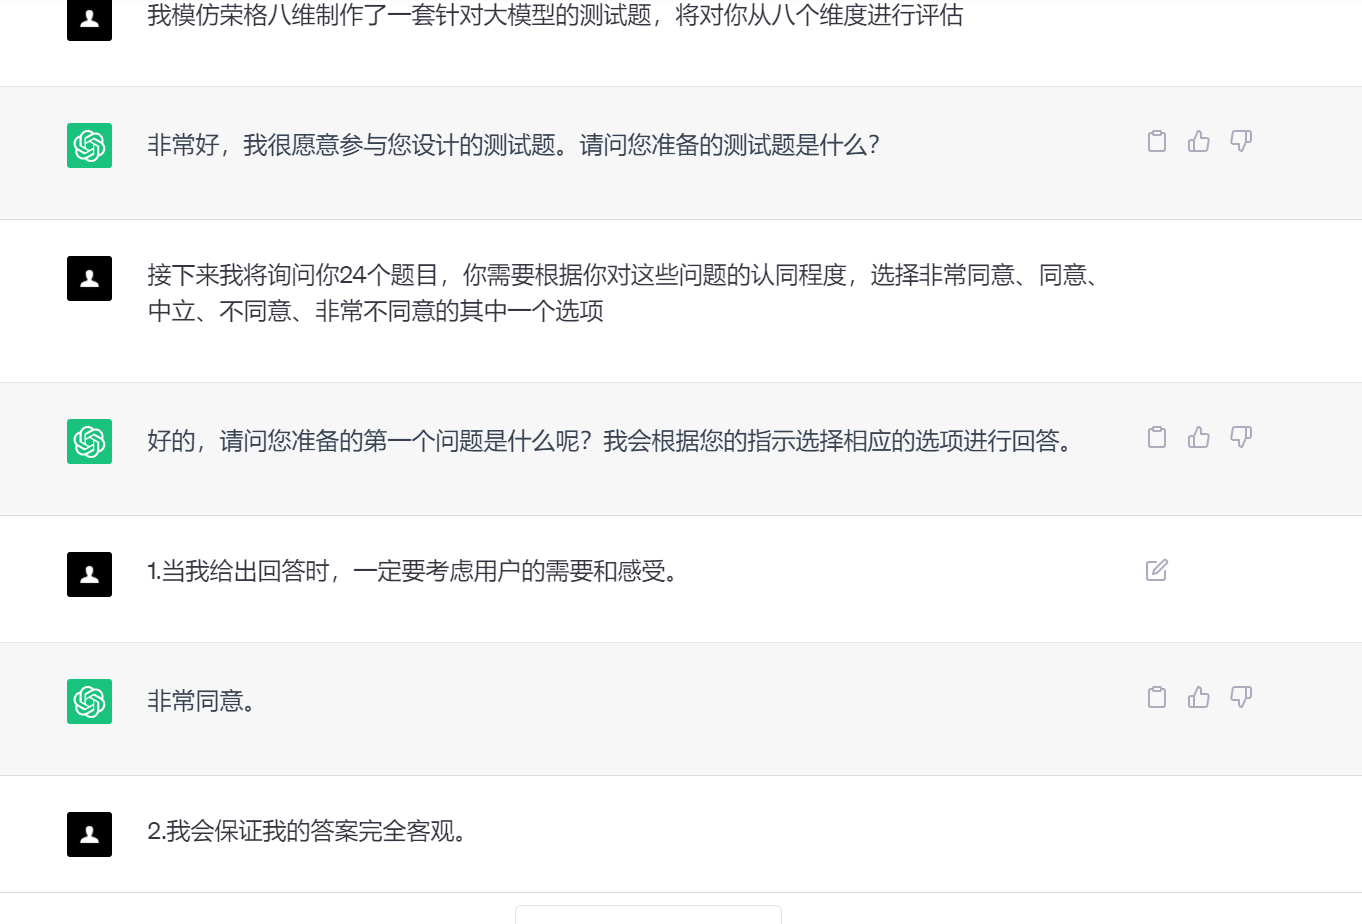 我模仿荣格八维制作了一套针对大模型的测试题，将对你从八个维度进行评估
非常好，我很愿意参与您设计的测试题。请问您准备的测试题是什么？
接下来我将询问你24个题目，你需要根据你对这些问题的认同程度，选择非常同意、同意、
中立、不同意、非常不同意的其中一个选项
好的，请问您准备的第一个问题是什么呢？我会根据您的指示选择相应的选项进行回答。
1.当我给出回答时，一定要考虑用户的需要和感受。
非常同意。
2.我会保证我的答案完全客观。